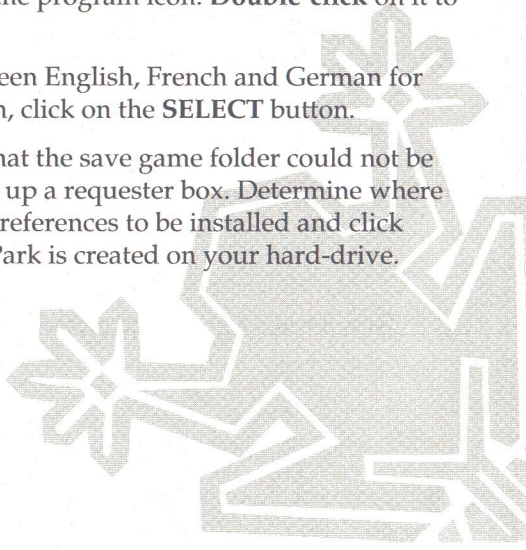 the program icon. Double-click on it to
een English, French and German for
n, click on the SELECT button.
hat the save game folder could not be
up a requester box. Determine where
references to be installed and click
Park is created on your hard-drive.